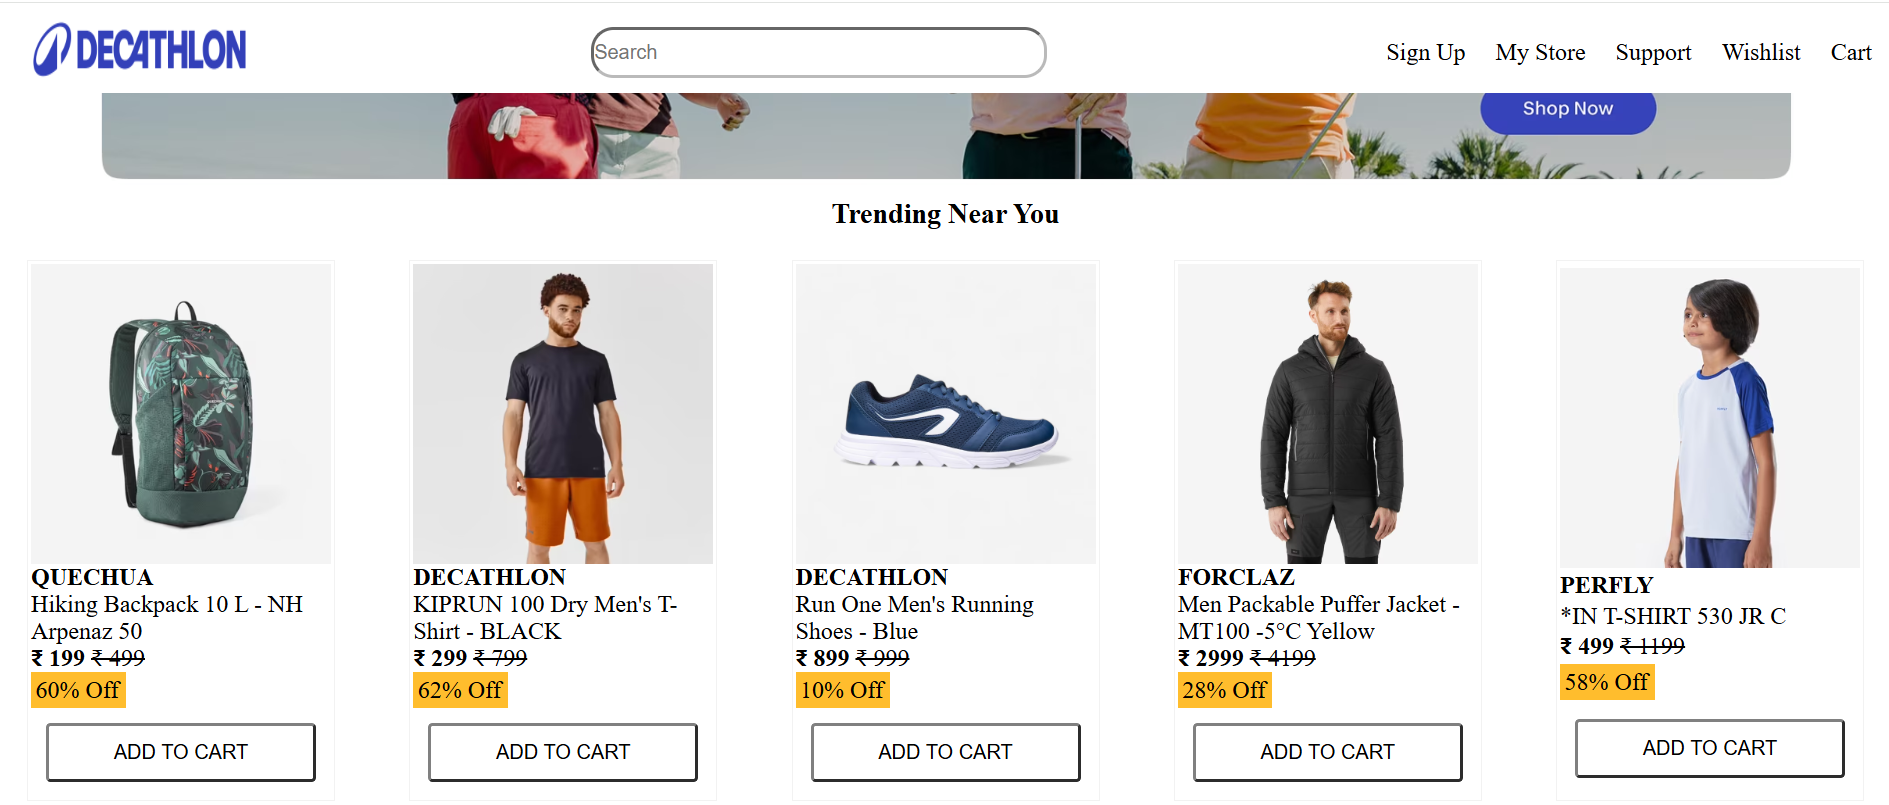 DECATHLON
Search
Sign Up My Store Support Wishlist Cart
Shop Now
Trending Near You
QUECHUA
Hiking Backpack 10 L - NH
Arpenaz 50
₹ 199 ₹ 499
60% Off
ADD TO CART
DECATHLON
KIPRUN 100 Dry Men's T-
Shirt - BLACK
₹ 299 ₹ 799
62% Off
ADD TO CART
DECATHLON
Run One Men's Running
Shoes - Blue
₹ 899 ₹ 999
10% Off
ADD TO CART
FORCLAZ
Men Packable Puffer Jacket -
MT100 -5°C Yellow
₹ 2999 ₹ 4199
28% Off
ADD TO CART
PERFLY
*IN T-SHIRT 530 JR C
₹ 499 ₹ 1199
58% Off
ADD TO CART